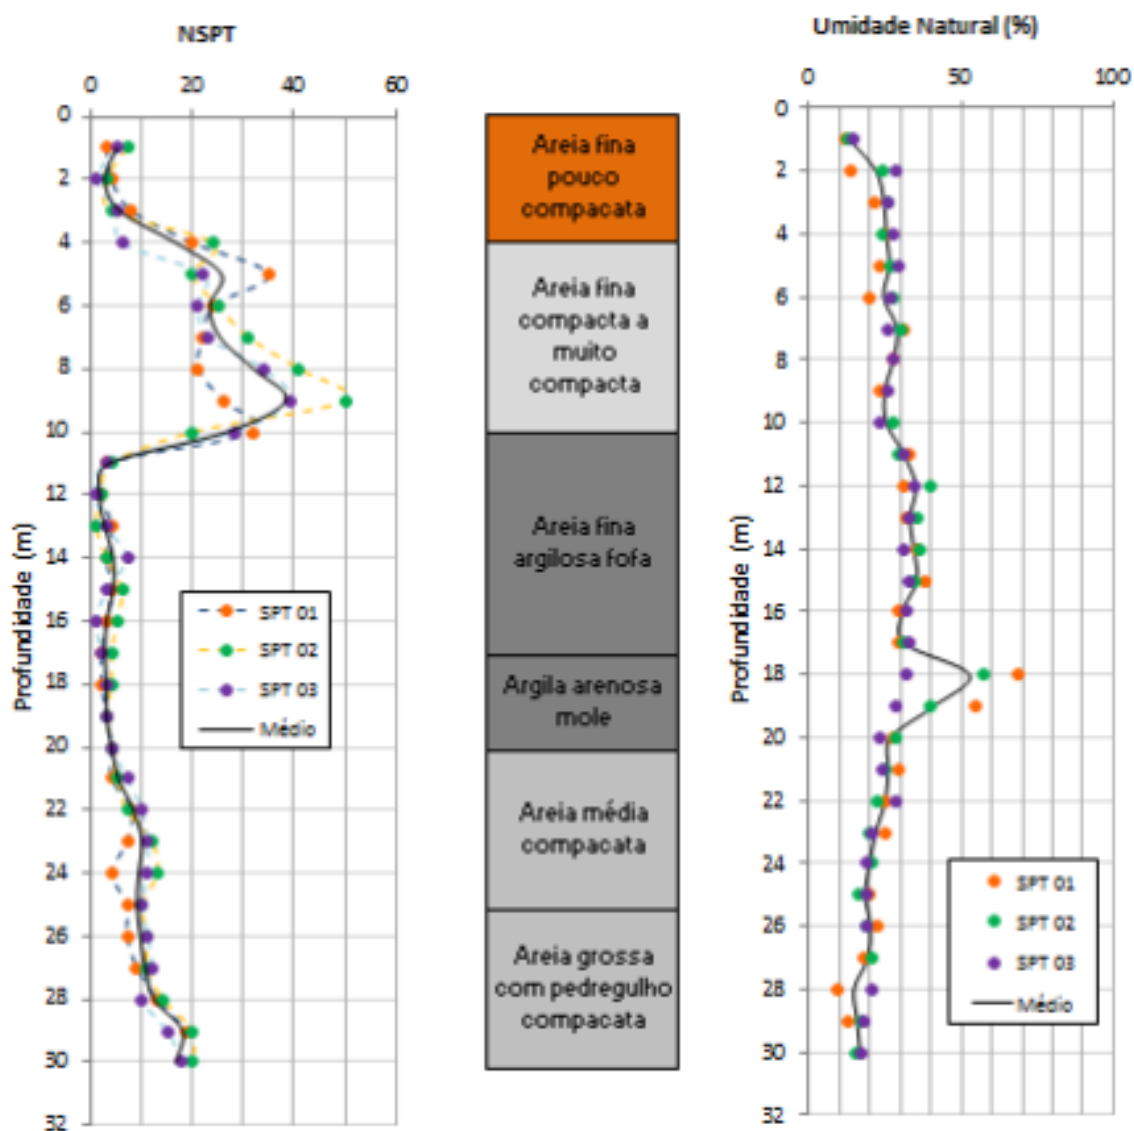 NSPT
0 20 40 60
0
2
4
6
8
10
12
14
16
18
20
22
24
26
28
30
32
Profundidade (m)
SPT 01
SPT 02
SPT 03
Médio
Areia fina
pouco
compacata
Areia fina
compacta a
muito
compacta
Areia fina
argilosa fofa
Argila arenosa
mole
Areia média
compacata
Areia grossa
com pedregulho
compacata
Umidade Natural (%)
0 50 100
0
2
4
6
8
10
12
14
16
18
20
22
24
26
28
30
32
Profundidade (m)
SPT 01
SPT 02
SPT 03
Médio